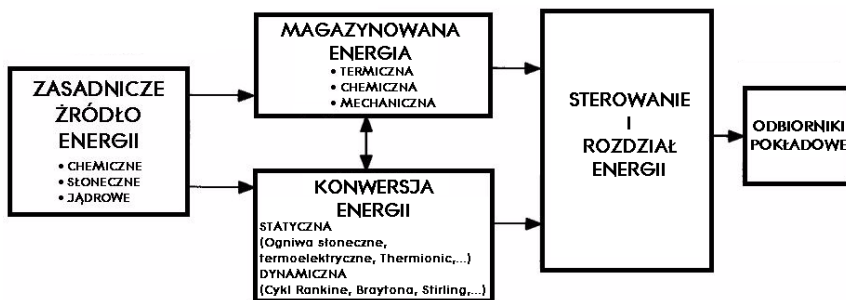 ZASADNICZE
ŹRÓDŁO
ENERGII
• CHEMICZNE
• SŁONECZNE
• JĄDROWE
MAGAZYNOWANA
ENERGIA
• TERMICZNA
• CHEMICZNA
• MECHANICZNA
KONWERSJA
ENERGII
STATYCZNA
(Ogniwa słoneczne,
termoelektryczne, Thermionic,...)
DYNAMICZNA
(Cykl Rankine, Braytona, Stirling,...)
STEROWANIE
I
ROZDZIAŁ
ENERGII
ODBIORNIKI
POKŁADOWE